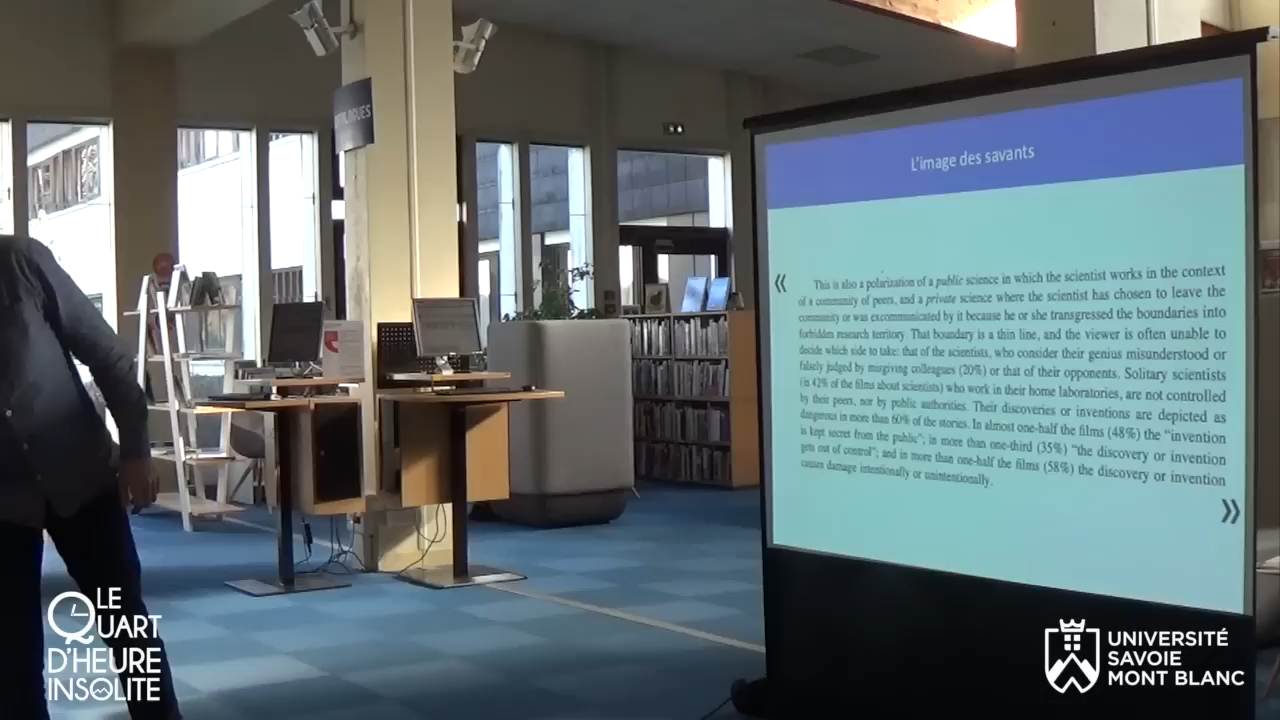 L'image des savants
«
This is also a polarization of a public science in which the scientist works in the context
of a community of peers, and a private science where the scientist has chosen to leave the
community or was excommunicated by it because he or she transgressed the boundaries into
forbidden research territory. That boundary is a thin line, and the viewer is often unable to
decide which side to take: that of the scientists, who consider their genius misunderstood or
falsely judged by misgiving colleagues (20%) or that of their opponents. Solitary scientists
(in 42% of the films about scientists) who work in their home laboratories, are not controlled
by their peers, nor by public authorities. Their discoveries or inventions are depicted as
dangerous in more than 60% of the stories. In almost one-half the films (48%) the "invention
is kept secret from the public"; in more than one-third (35%) "the discovery or invention
gets out of control"; and in more than one-half the films (58%) the discovery or invention
causes damage intentionally or unintentionally.
»
LE
QUART
D'HEURE
INSOLITE
UNIVERSITÉ
SAVOIE
MONT BLANC